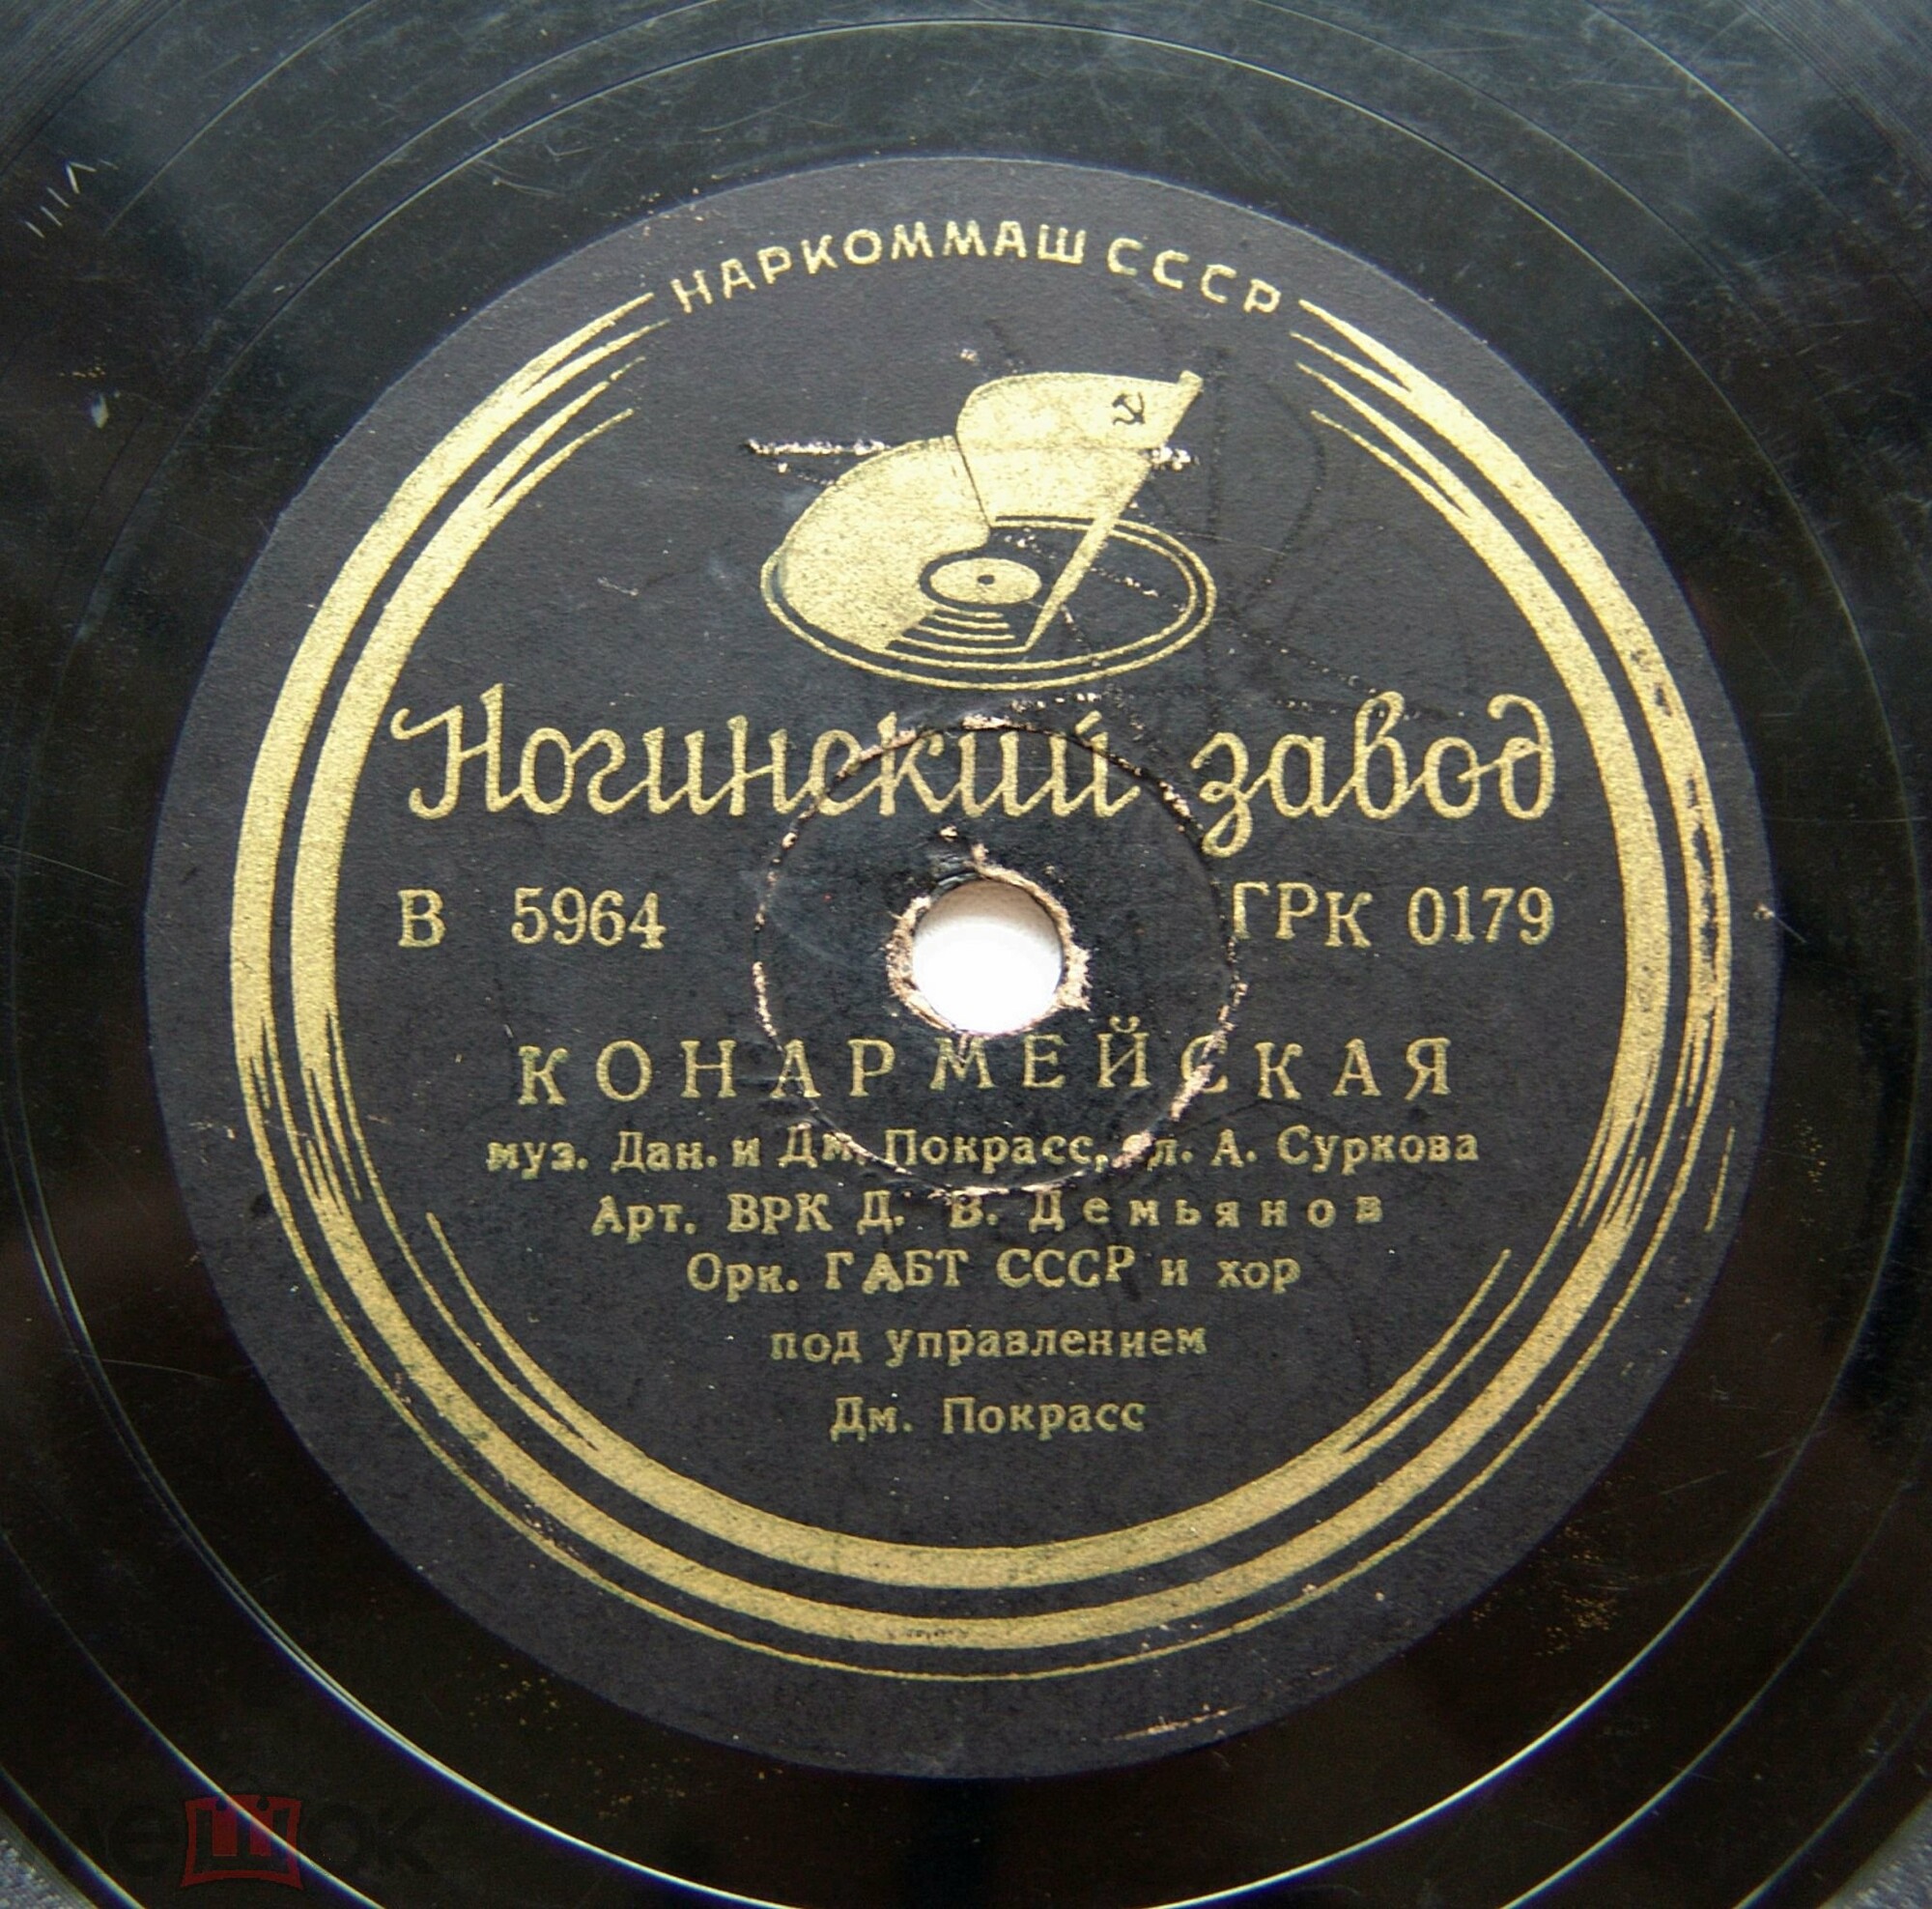 НАРКОММАШ СССР
Ногинский завод
В 5964 ГРК 0179
КОНАРМЕЙСКАЯ
муз. Дан. и Дм. Покрасс, сл. А. Суркова
Арт. ВРК Д. В. Демьянов
Орк. ГАБТ СССР и хор
под управлением
Дм. Покрасс
мешок